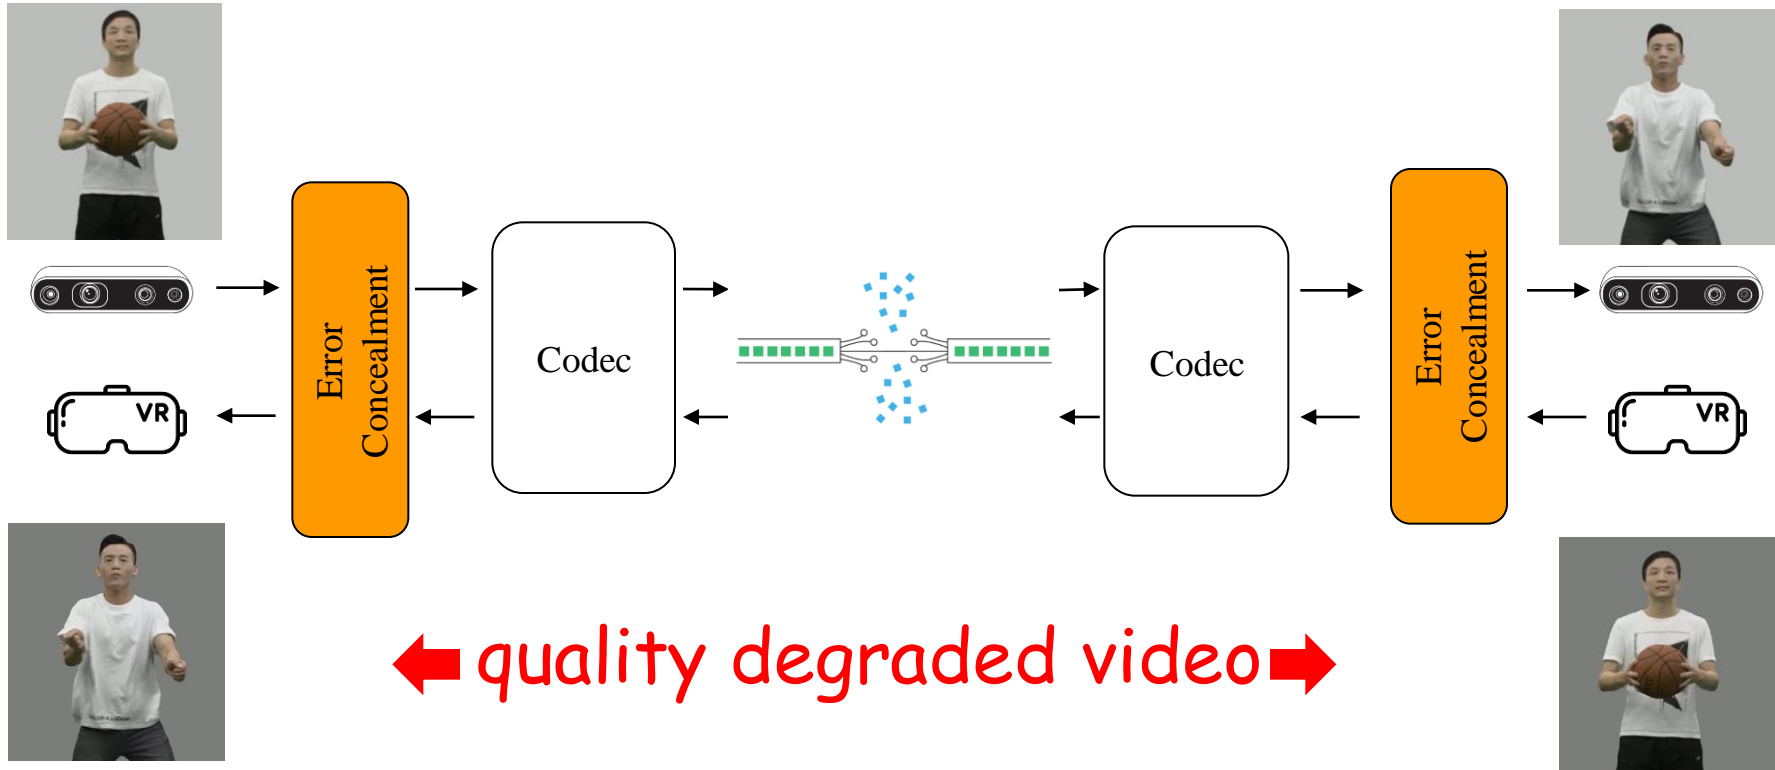 Error
Concealment
Codec
Codec
Error
Concealment
VR
VR
quality degraded video